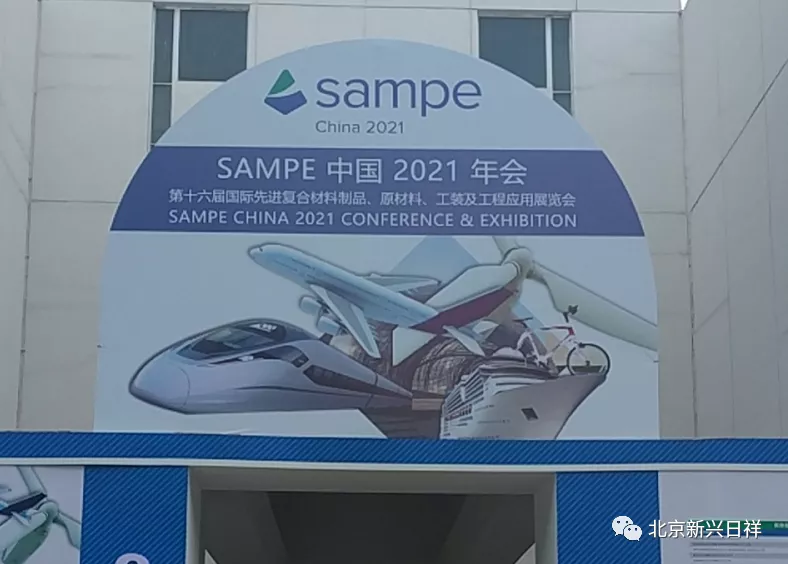 sampe
China 2021
SAMPE 中国 2021 年会
第十六届国际先进复合材料制品、原材料、工装及工程应用展览会
SAMPE CHINA 2021 CONFERENCE & EXHIBITION
北京新兴日祥